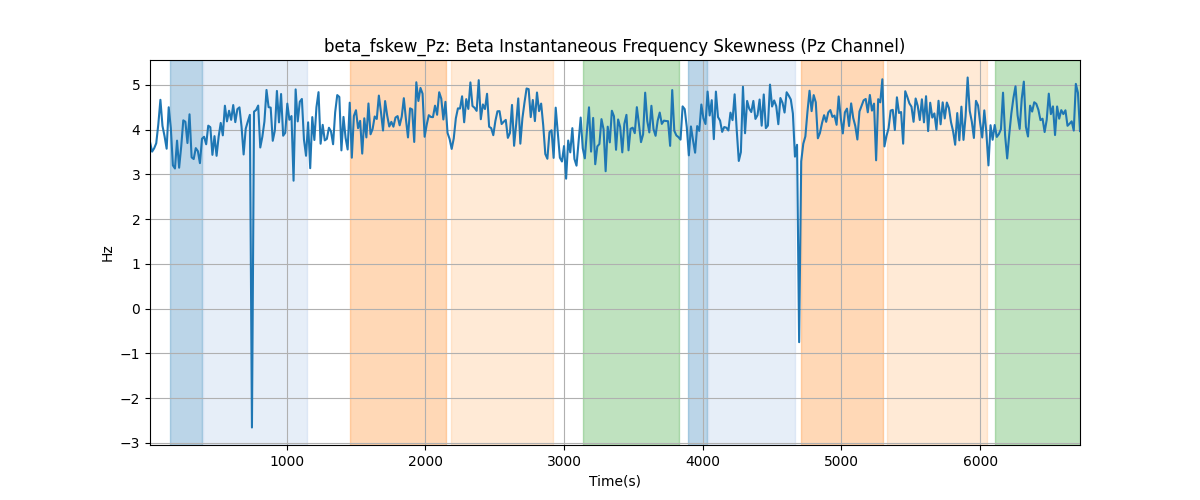 beta_fskew_Pz: Beta Instantaneous Frequency Skewness (Pz Channel)
5
4
3
2
1
0
−1
−2
−3
Hz
1000 2000 3000 4000 5000 6000
Time(s)